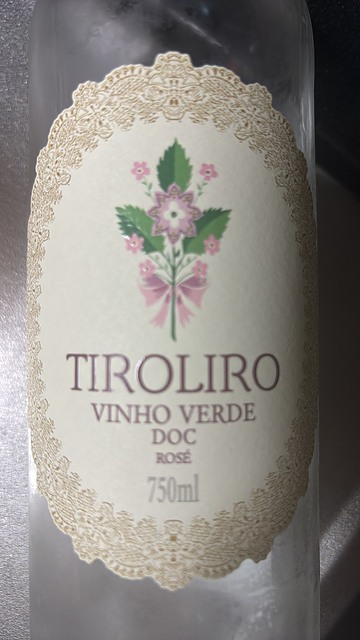 TIROLIRO
VINHO VERDE
DOC
ROSÉ
750ml